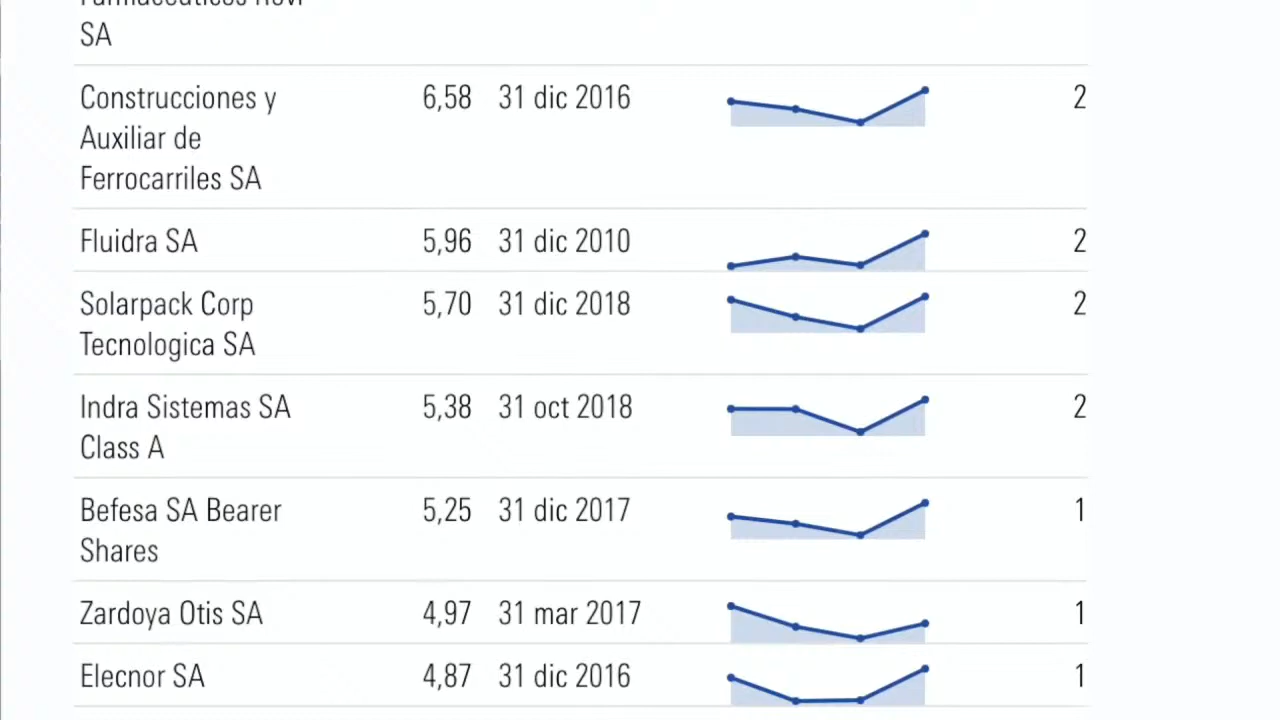 SA
Construcciones y 6,58 31 dic 2016 2
Auxiliar de
Ferrocarriles SA
Fluidra SA 5,96 31 dic 2010 2
Solarpack Corp 5,70 31 dic 2018 2
Tecnologica SA
Indra Sistemas SA 5,38 31 oct 2018 2
Class A
Befesa SA Bearer 5,25 31 dic 2017 1
Shares
Zardoya Otis SA 4,97 31 mar 2017 1
Elecnor SA 4,87 31 dic 2016 1